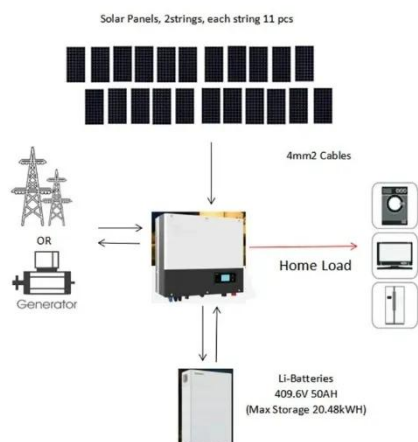 Solar Panels, 2strings, each string 11 pcs
4mm2 Cables
OR
Generator
Home Load
Li-Batteries
409.6V 50AH
(Max Storage 20.48kWH)